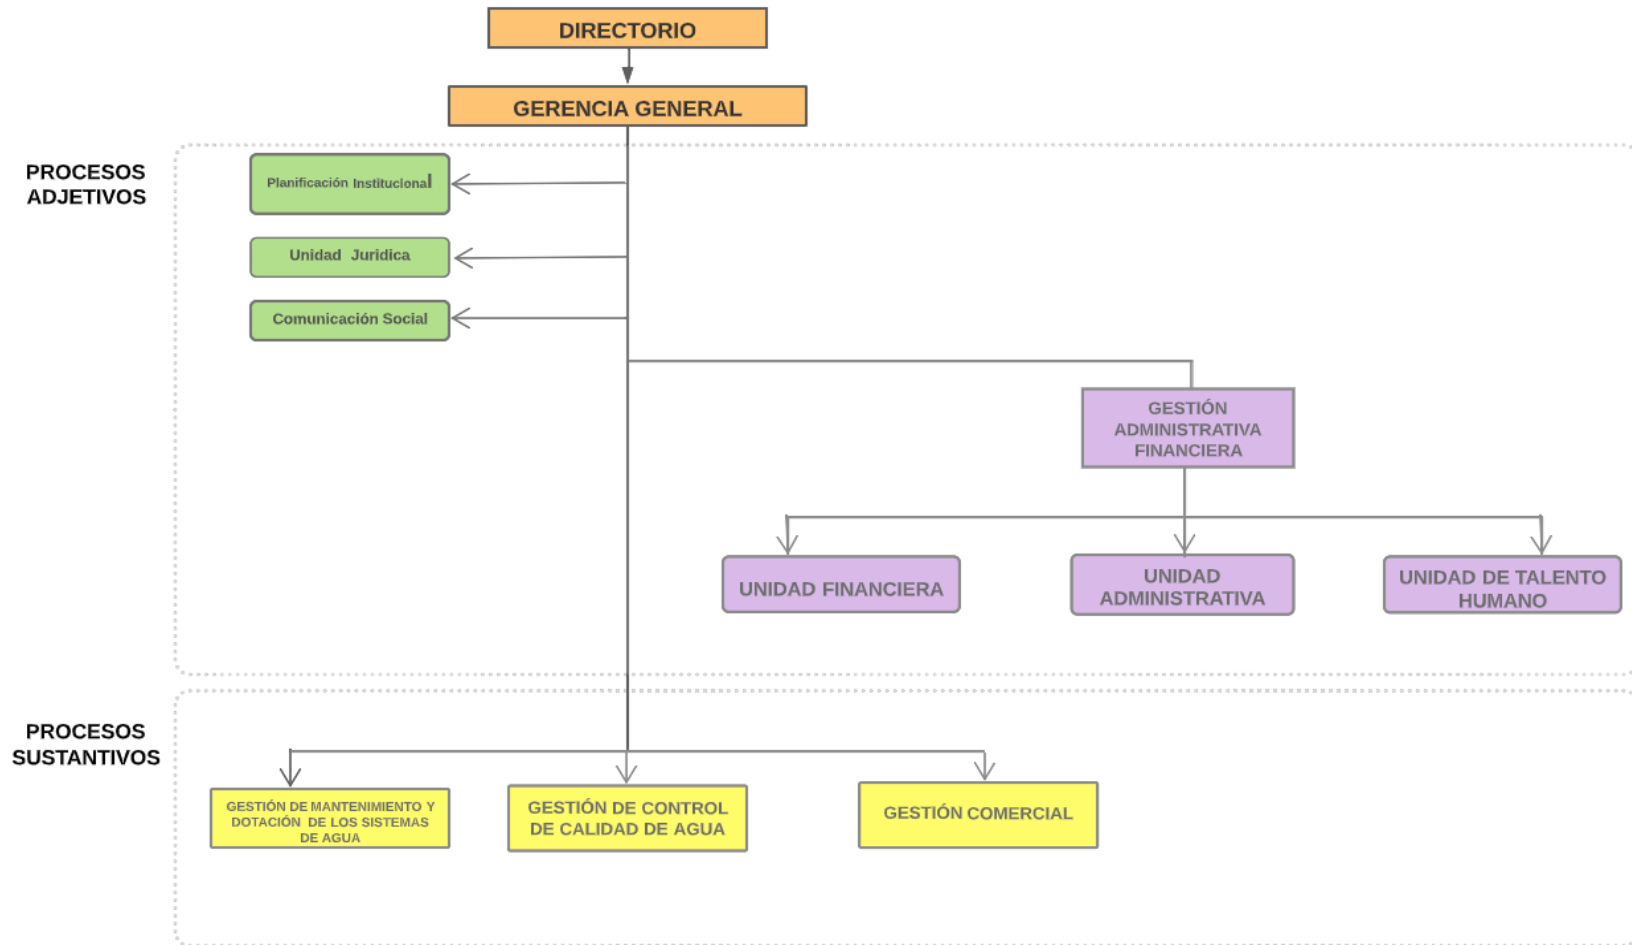 DIRECTORIO
GERENCIA GENERAL
PROCESOS
ADJETIVOS
Planificación Institucional
Unidad Juridica
Comunicación Social
GESTIÓN
ADMINISTRATIVA
FINANCIERA
UNIDAD FINANCIERA
UNIDAD
ADMINISTRATIVA
UNIDAD DE TALENTO
HUMANO
PROCESOS
SUSTANTIVOS
GESTIÓN DE MANTENIMIENTO Y
DOTACIÓN DE LOS SISTEMAS
DE AGUA
GESTIÓN DE CONTROL
DE CALIDAD DE AGUA
GESTIÓN COMERCIAL